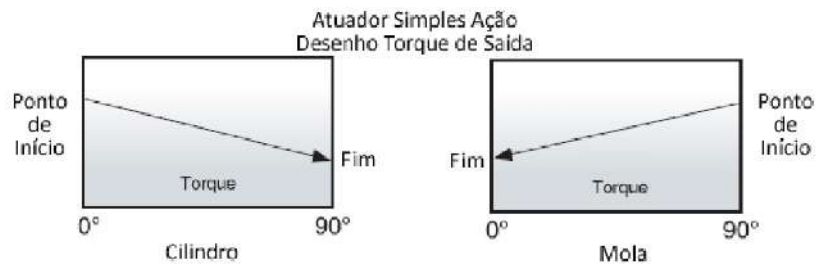 Atuador Simples Ação
Desenho Torque de Saída
Ponto
de
Início
Fim
Torque
0°
90°
Cilindro
Ponto
de
Início
Fim
Torque
0°
90°
Mola